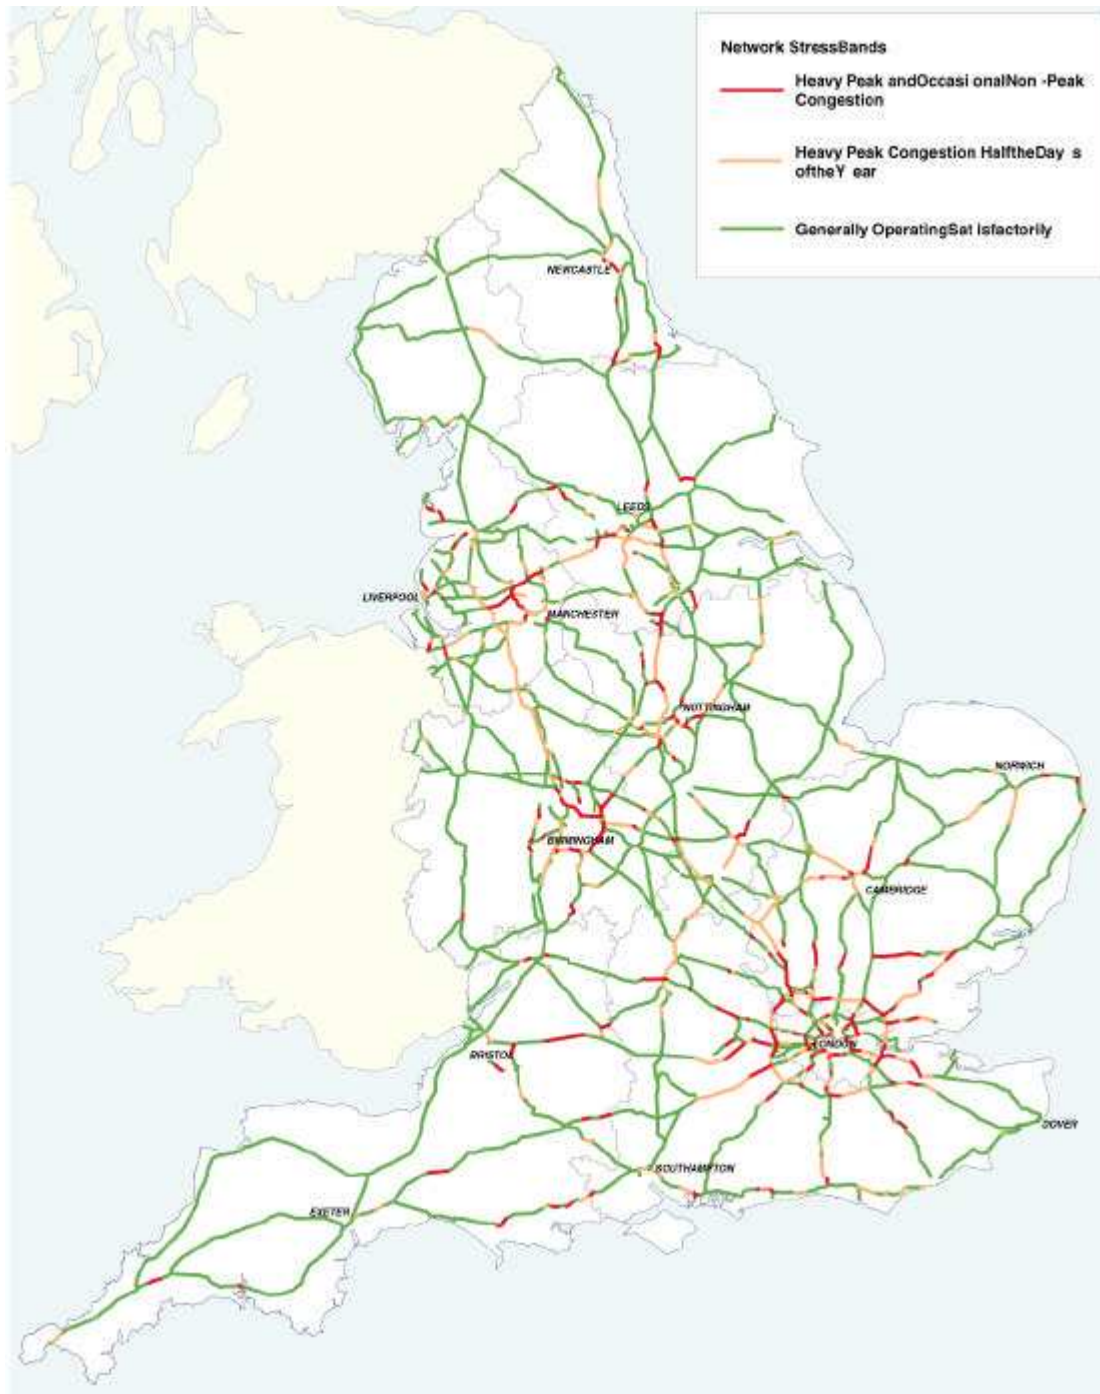 Network StressBands
Heavy Peak andOccasi onalNon -Peak
Congestion
Heavy Peak Congestion HalftheDay s
oftheY ear
Generally OperatingSat isfactorily
NEWCASTLE
LEEDS
LIVERPOOL
MANCHESTER
NOTTINGHAM
NORWICH
BIRMINGHAM
CAMBRIDGE
LONDON
BRISTOL
DOVER
SOUTHAMPTON
EXETER